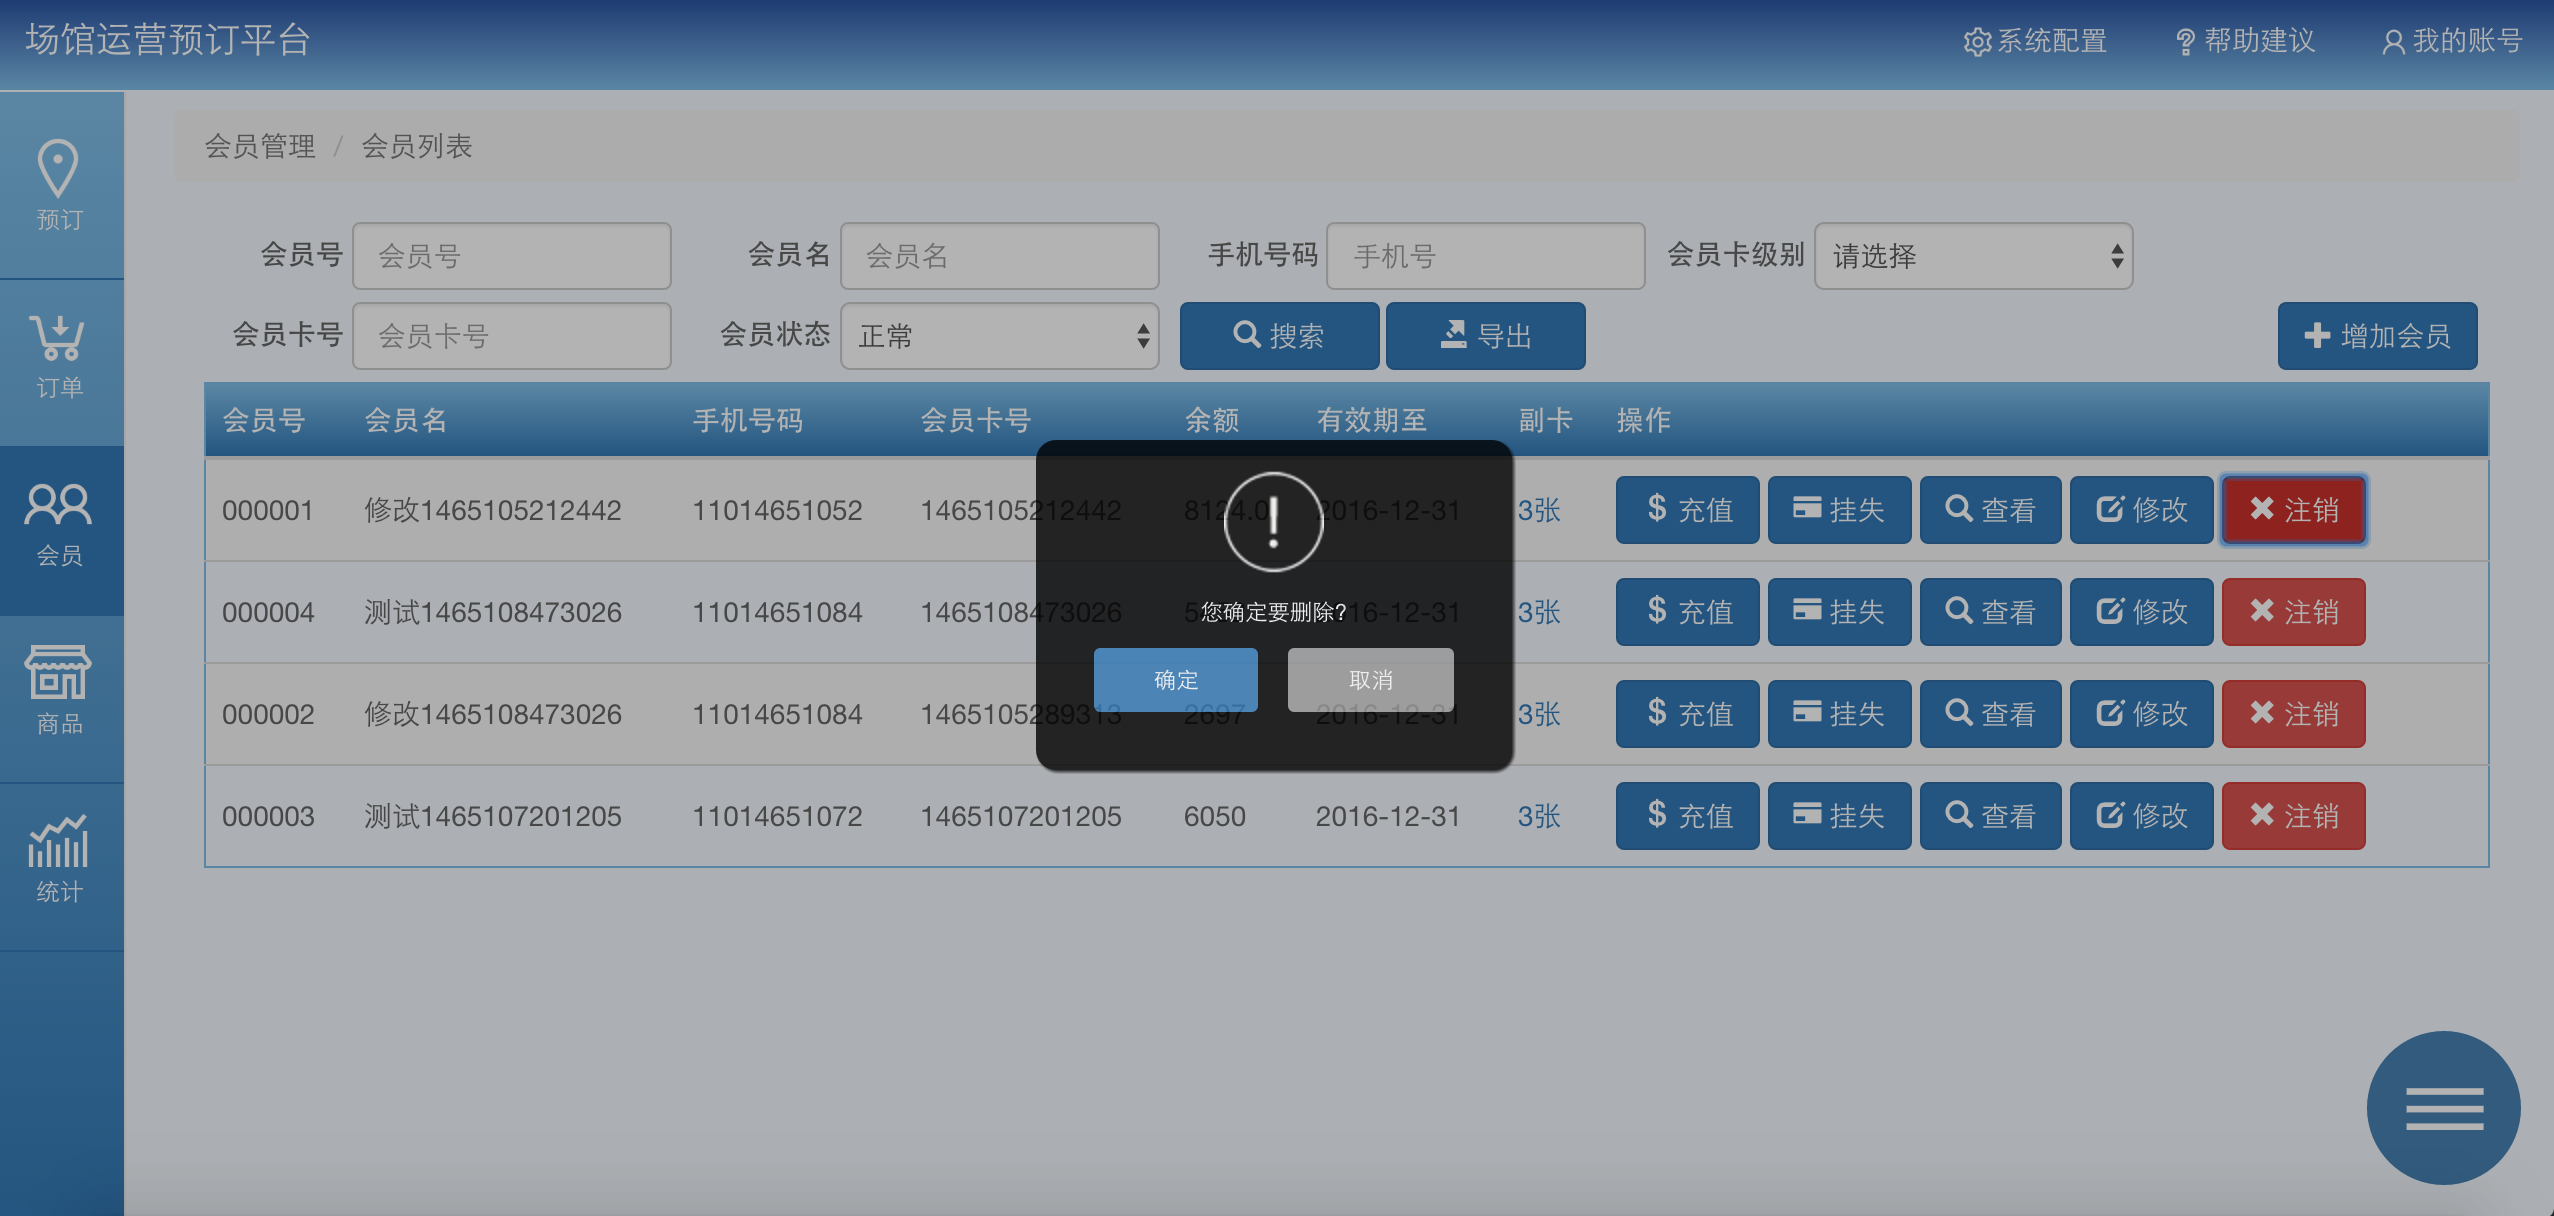 场馆运营预订平台
系统配置 帮助建议 我的账号
预订
订单
会员
商品
统计
会员管理 / 会员列表
会员号 会员号 会员名 会员名 手机号码 手机号 会员卡级别 请选择
会员卡号 会员卡号 会员状态 正常 搜索 导出 增加会员
会员号 会员名 手机号码 会员卡号 余额 有效期至 副卡 操作
000001 修改1465105212442 11014651052 1465105212442 8124.0 2016-12-31 3张 充值 挂失 查看 修改 注销
000004 测试1465108473026 11014651084 1465108473026 2016-12-31 3张 充值 挂失 查看 修改 注销
000002 修改1465108473026 11014651084 1465105289313 2697 2016-12-31 3张 充值 挂失 查看 修改 注销
000003 测试1465107201205 11014651072 1465107201205 6050 2016-12-31 3张 充值 挂失 查看 修改 注销
您确定要删除?
确定 取消